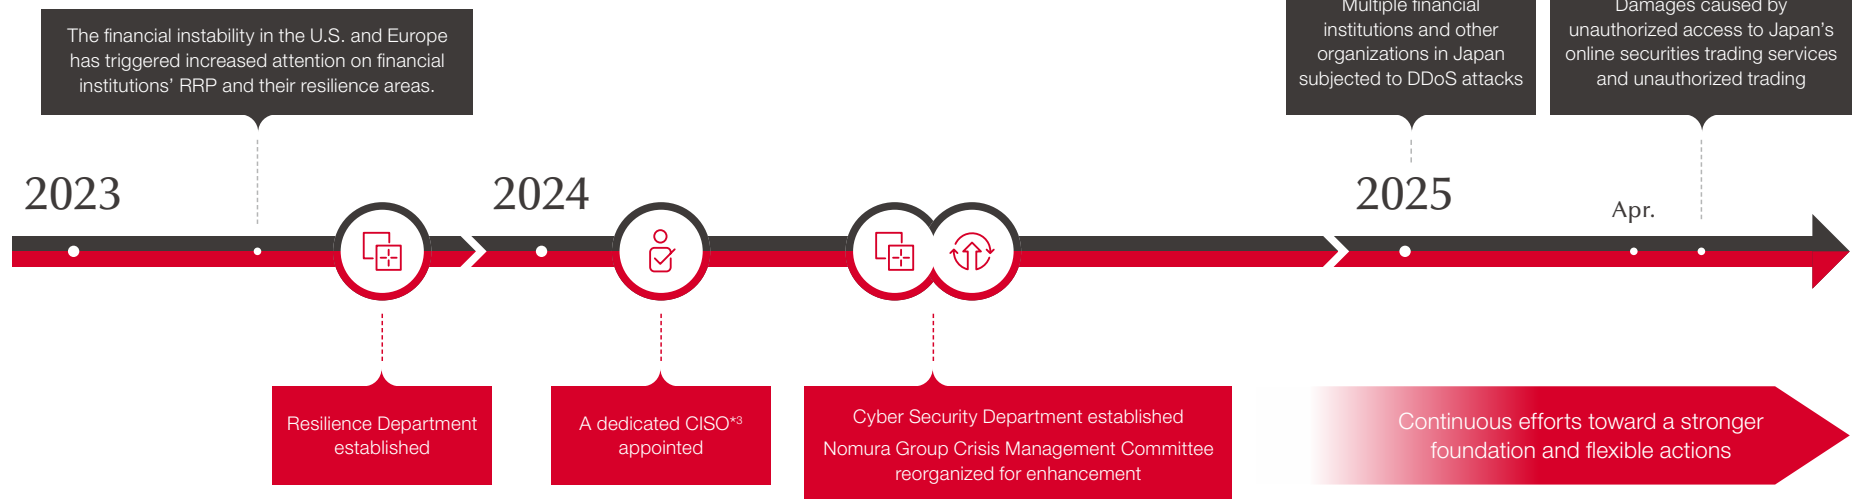 The financial instability in the U.S. and Europe
has triggered increased attention on financial
institutions' RRP and their resilience areas.
Multiple financial
institutions and other
organizations in Japan
subjected to DDoS attacks
Damages caused by
unauthorized access to Japan's
online securities trading services
and unauthorized trading
2023
2024
2025
Apr.
Resilience Department
established
A dedicated CISO*3
appointed
Cyber Security Department established
Nomura Group Crisis Management Committee
reorganized for enhancement
Continuous efforts toward a stronger
foundation and flexible actions